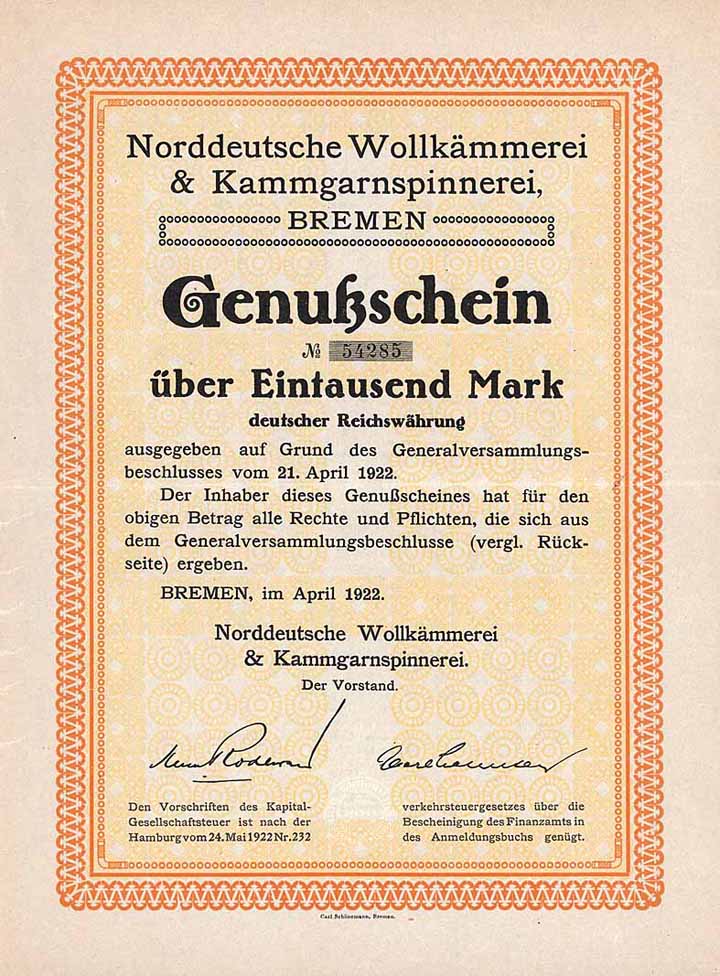 Norddeutsche Wollkämmerei
& Kammgarnspinnerei,
BREMEN
Genußschein
№ 54285
über Eintausend Mark
deutscher Reichswährung
ausgegeben auf Grund des Generalversammlungs-
beschlusses vom 21. April 1922.
Der Inhaber dieses Genußscheines hat für den
obigen Betrag alle Rechte und Pflichten, die sich aus
dem Generalversammlungsbeschlusse (vergl. Rück-
seite) ergeben.
BREMEN, im April 1922.
Norddeutsche Wollkämmerei
& Kammgarnspinnerei.
Der Vorstand.
Den Vorschriften des Kapital-
Gesellschaftsteuer ist nach der
Hamburg vom 24. Mai 1922 Nr. 232
verkehrsteuergesetzes über die
Bescheinigung des Finanzamts in
des Anmeldungsbuchs genügt.
Carl Schünemann, Bremen.